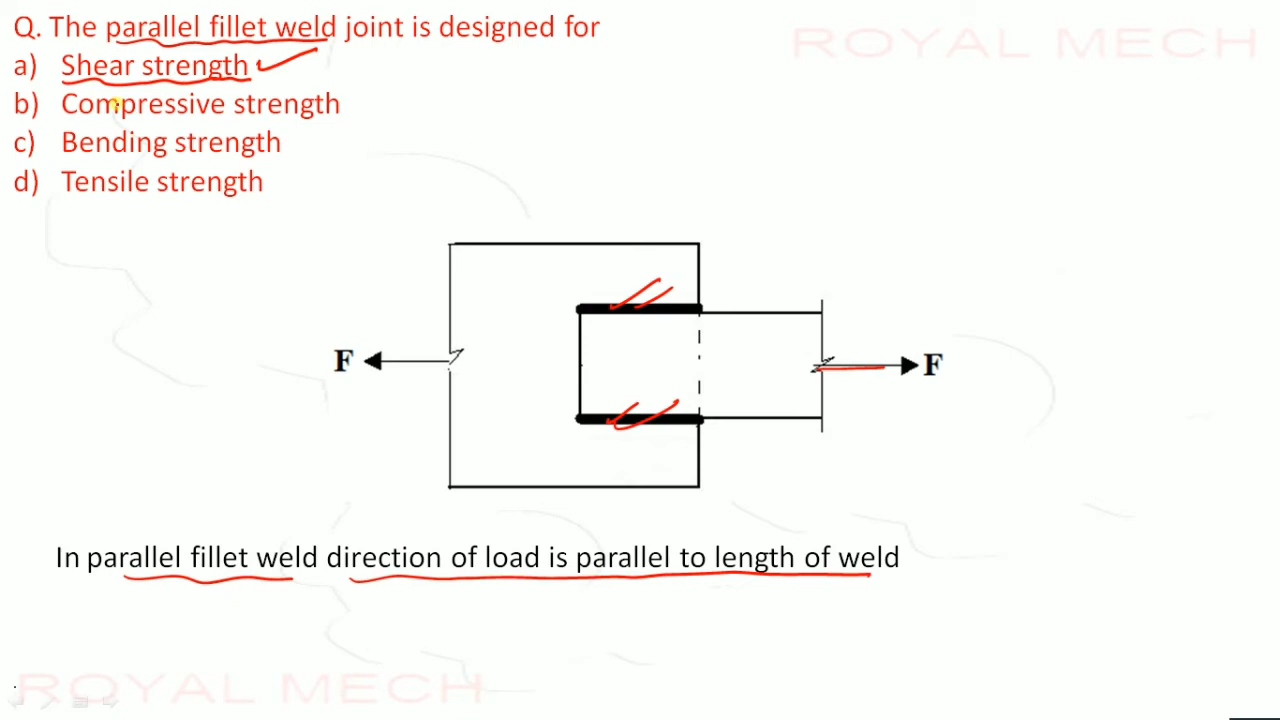 Q. The parallel fillet weld joint is designed for
ROYAL MECH
a) Shear strength
b) Compressive strength
c) Bending strength
d) Tensile strength
F
F
In parallel fillet weld direction of load is parallel to length of weld
ROYAL MECH